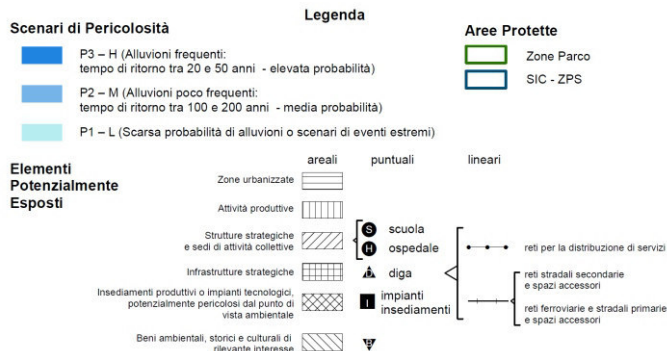 Legenda
Scenari di Pericolosità
P3 – H (Alluvioni frequenti:
tempo di ritorno tra 20 e 50 anni - elevata probabilità)
P2 – M (Alluvioni poco frequenti:
tempo di ritorno tra 100 e 200 anni - media probabilità)
P1 – L (Scarsa probabilità di alluvioni o scenari di eventi estremi)
Aree Protette
Zone Parco
SIC - ZPS
Elementi
Potenzialmente
Esposti
areali puntuali lineari
Zone urbanizzate
Attività produttive
Strutture strategiche
e sedi di attività collettive
S scuola
H ospedale
reti per la distribuzione di servizi
Infrastrutture strategiche
D diga
reti stradali secondarie
e spazi accessori
Insediamenti produttivi o impianti tecnologici,
potenzialmente pericolosi dal punto di
vista ambientale
I impianti
insediamenti
reti ferroviarie e stradali primarie
e spazi accessori
Beni ambientali, storici e culturali di
rilevante interesse
B